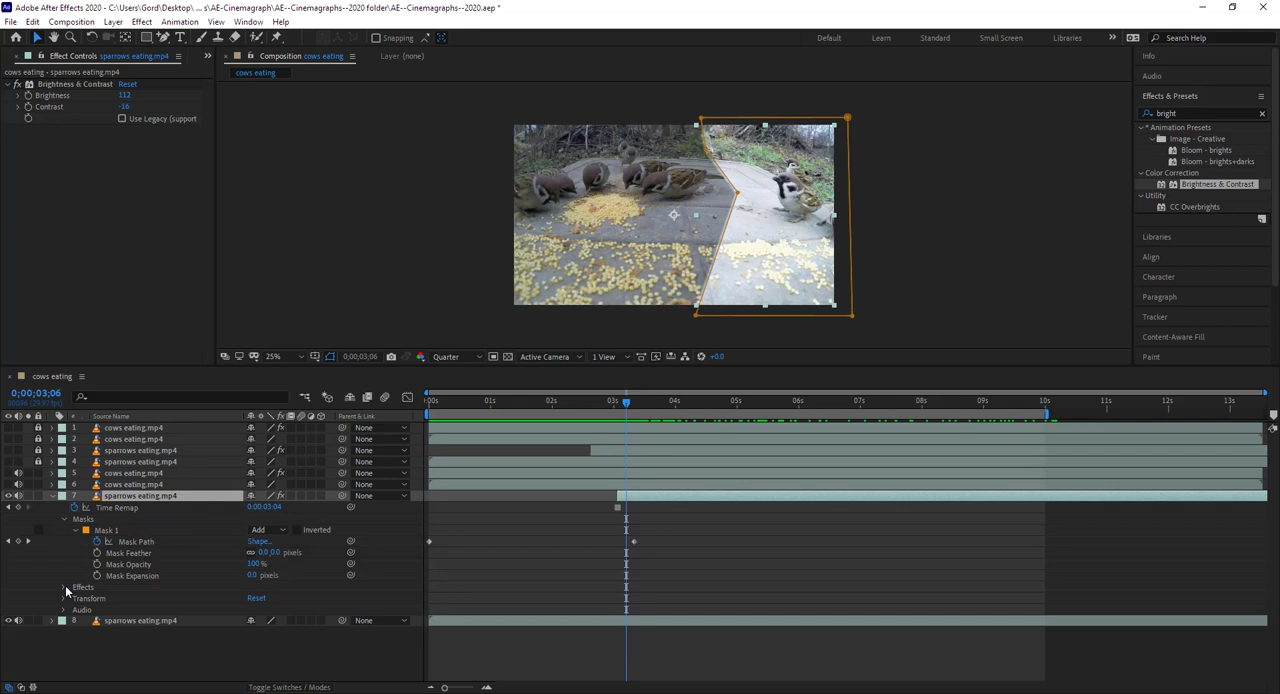 Adobe After Effects 2020 - C:\Users\Gord\Desktop\ ... s\AE-Cinemagraphs--2020 folder\AE--Cinemagraphs--2020.aep *
File Edit Composition Layer Effect Animation View Window Help
Snapping Default Learn Standard Small Screen Libraries Search Help
Effect Controls sparrows eating.mp4
Composition cows eating
Layer (none)
Info
cows eating • sparrows eating.mp4
cows eating
Audio
Brightness & Contrast Reset
Brightness 112
Contrast -16
Use Legacy (support
Effects & Presets
bright
* Animation Presets
Image - Creative
Bloom - brights
Bloom - brights+darks
Color Correction
Brightness & Contrast
Utility
CC Overbrights
Libraries
Align
Character
Paragraph
Tracker
Content-Aware Fill
Paint
25% 0;00;03;06 Quarter Active Camera 1 View +0.0
cows eating
0;00;03;06
00096 (29.97 fps)
:00s 01s 02s 03s 04s 05s 06s 07s 08s 09s 10s 11s 12s 13s
# Source Name Parent & Link
1 cows eating.mp4 None
2 cows eating.mp4 None
3 sparrows eating.mp4 None
4 sparrows eating.mp4 None
5 cows eating.mp4 None
6 cows eating.mp4 None
7 sparrows eating.mp4 None
Time Remap 0:00:03:04
Masks
Mask 1 Add Inverted
Mask Path Shape...
Mask Feather 0.0,0.0 pixels
Mask Opacity 100 %
Mask Expansion 0.0 pixels
Effects
Transform Reset
Audio
8 sparrows eating.mp4 None
Toggle Switches / Modes